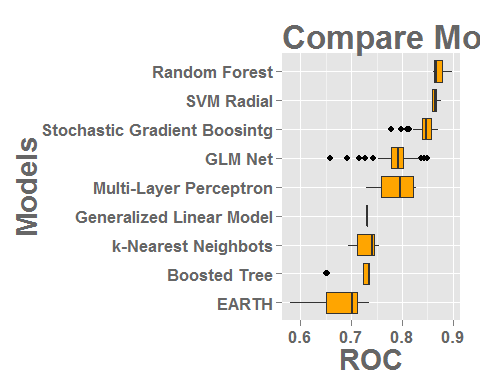 Compare Mo
Random Forest
SVM Radial
Stochastic Gradient Boosintg
GLM Net
Multi-Layer Perceptron
Generalized Linear Model
k-Nearest Neighbots
Boosted Tree
EARTH
Models
0.6 0.7 0.8 0.9
ROC